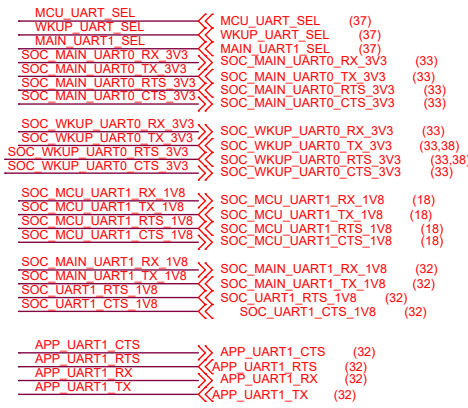 MCU_UART_SEL MCU_UART_SEL (37)
WKUP_UART_SEL WKUP_UART_SEL (37)
MAIN_UART1_SEL MAIN_UART1_SEL (37)
SOC_MAIN_UART0_RX_3V3 SOC_MAIN_UART0_RX_3V3 (33)
SOC_MAIN_UART0_TX_3V3 SOC_MAIN_UART0_TX_3V3 (33)
SOC_MAIN_UART0_RTS_3V3 SOC_MAIN_UART0_RTS_3V3 (33)
SOC_MAIN_UART0_CTS_3V3 SOC_MAIN_UART0_CTS_3V3 (33)
SOC_WKUP_UART0_RX_3V3 SOC_WKUP_UART0_RX_3V3 (33)
SOC_WKUP_UART0_TX_3V3 SOC_WKUP_UART0_TX_3V3 (33,38)
SOC_WKUP_UART0_RTS_3V3 SOC_WKUP_UART0_RTS_3V3 (33,38)
SOC_WKUP_UART0_CTS_3V3 SOC_WKUP_UART0_CTS_3V3 (33)
SOC_MCU_UART1_RX_1V8 SOC_MCU_UART1_RX_1V8 (18)
SOC_MCU_UART1_TX_1V8 SOC_MCU_UART1_TX_1V8 (18)
SOC_MCU_UART1_RTS_1V8 SOC_MCU_UART1_RTS_1V8 (18)
SOC_MCU_UART1_CTS_1V8 SOC_MCU_UART1_CTS_1V8 (18)
SOC_MAIN_UART1_RX_1V8 SOC_MAIN_UART1_RX_1V8 (32)
SOC_MAIN_UART1_TX_1V8 SOC_MAIN_UART1_TX_1V8 (32)
SOC_UART1_RTS_1V8 SOC_UART1_RTS_1V8 (32)
SOC_UART1_CTS_1V8 SOC_UART1_CTS_1V8 (32)
APP_UART1_CTS APP_UART1_CTS (32)
APP_UART1_RTS APP_UART1_RTS (32)
APP_UART1_RX APP_UART1_RX (32)
APP_UART1_TX APP_UART1_TX (32)